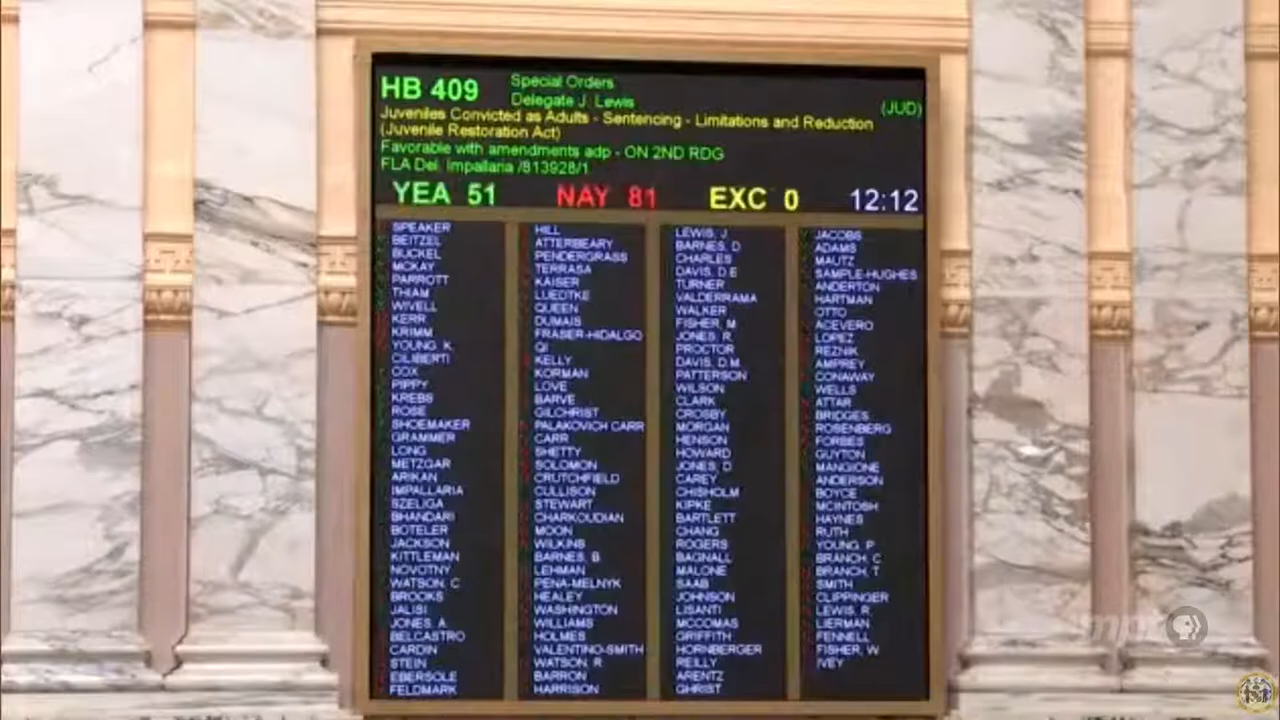 HB 409
Special Orders
Delegate J. Lewis
(JUD)
Juveniles Convicted as Adults - Sentencing - Limitations and Reduction
(Juvenile Restoration Act)
Favorable with amendments adp - ON 2ND RDG
FLA Del. Impallaria /813928/1
YEA 51 NAY 81 EXC 0 12:12
SPEAKER
BEITZEL
BUCKEL
MCKAY
PARROTT
THIAM
WIVELL
KERR
KRIMM
YOUNG, K.
CILIBERTI
COX
PIPPY
KREBS
ROSE
SHOEMAKER
GRAMMER
LONG
METZGAR
ARIKAN
IMPALLARIA
SZELIGA
BHANDARI
BOTELER
JACKSON
KITTLEMAN
NOVOTNY
WATSON, C
BROOKS
JALISI
JONES, A.
BELCASTRO
CARDIN
STEIN
EBERSOLE
FELDMARK
HILL
ATTERBEARY
PENDERGRASS
TERRASA
KAISER
LUEDTKE
QUEEN
DUMAIS
FRASER-HIDALGO
QI
KELLY
KORMAN
LOVE
BARVE
GILCHRIST
PALAKOVICH CARR
CARR
SHETTY
SOLOMON
CRUTCHFIELD
CULLISON
STEWART
CHARKOUDIAN
MOON
WILKINS
BARNES, B.
LEHMAN
PENA-MELNYK
HEALEY
WASHINGTON
WILLIAMS
HOLMES
VALENTINO-SMITH
WATSON, R
BARRON
HARRISON
LEWIS, J
BARNES, D
CHARLES
DAVIS, D.E
TURNER
VALDERRAMA
WALKER
FISHER, M
JONES, R.
PROCTOR
DAVIS, D.M.
PATTERSON
WILSON
CLARK
CROSBY
MORGAN
HENSON
HOWARD
JONES, D
CAREY
CHISHOLM
KIPKE
BARTLETT
CHANG
ROGERS
BAGNALL
MALONE
SAAB
JOHNSON
LISANTI
MCCOMAS
GRIFFITH
HORNBERGER
REILLY
ARENTZ
GHRIST
JACOBS
ADAMS
MAUTZ
SAMPLE-HUGHES
ANDERTON
HARTMAN
OTTO
ACEVERO
LOPEZ
REZNIK
AMPREY
CONAWAY
WELLS
ATTAR
BRIDGES
ROSENBERG
FORBES
GUYTON
MANGIONE
ANDERSON
BOYCE
MCINTOSH
HAYNES
RUTH
YOUNG, P
BRANCH, C
BRANCH, T
SMITH
CLIPPINGER
LEWIS, R.
LIERMAN
FENNELL
FISHER, W
IVEY
mpt